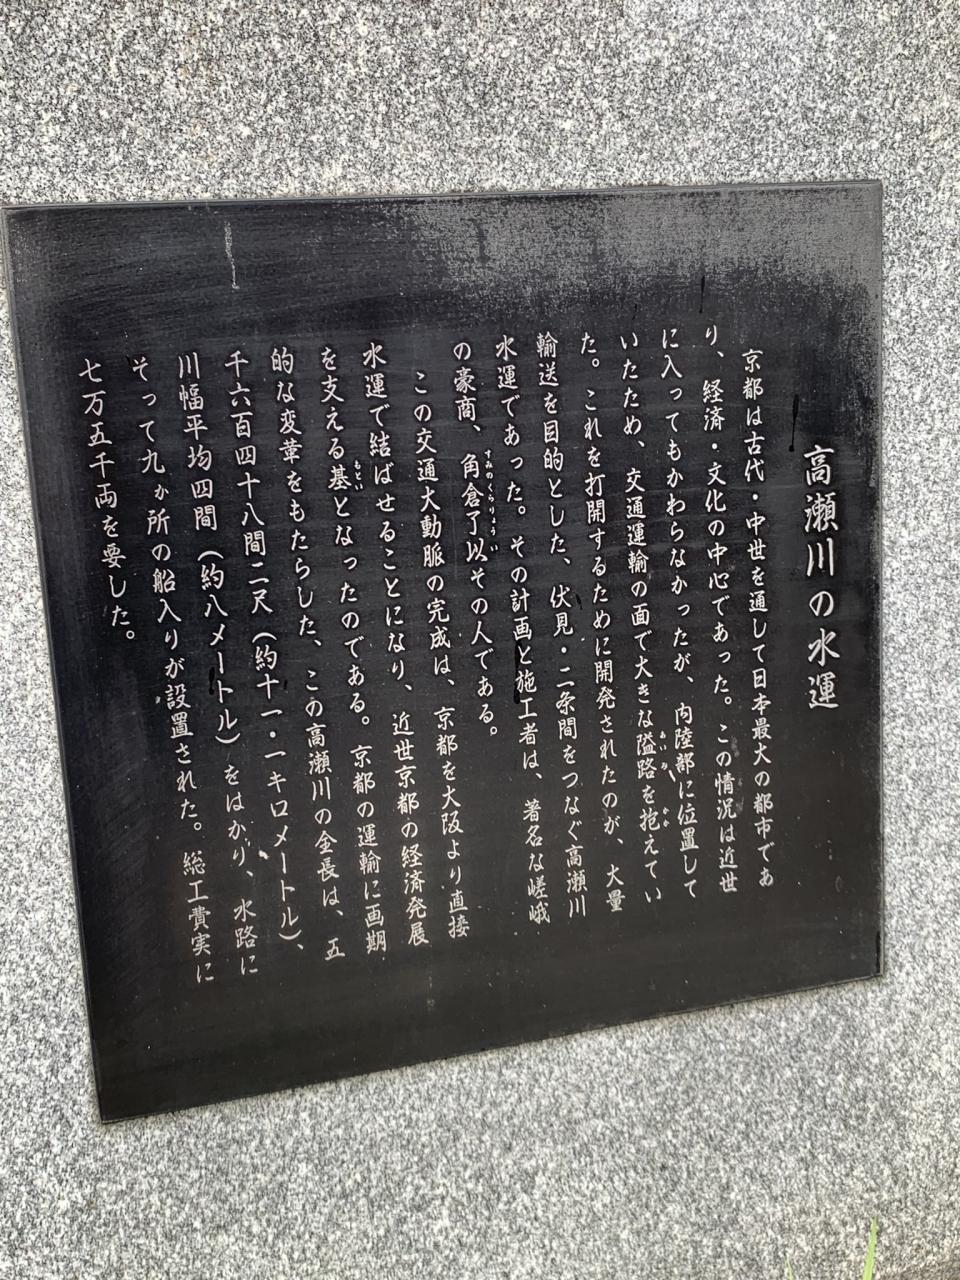 高瀬川の水運
京都は古代・中世を通して日本最大の都市であ
り、経済・文化の中心であった。この情況は近世
に入ってもかわらなかったが、内陸部に位置して
いたため、交通運輸の面で大きな隘路を抱えてい
た。これを打開するために開発されたのが、大量
輸送を目的とした、伏見・二条間をつなぐ高瀬川
水運であった。その計画と施工者は、著名な嵯峨
の豪商、角倉了以その人である。
この交通大動脈の完成は、京都を大阪より直接
水運で結ばせることになり、近世京都の経済発展
を支える基となったのである。京都の運輸に画期
的な変革をもたらした、この高瀬川の全長は、五
千六百四十八間二尺（約十一・一キロメートル）、
川幅平均四間（約八メートル）をはかり、水路に
そって九ヵ所の船入りが設置された。総工費実に
七万五千両を要した。